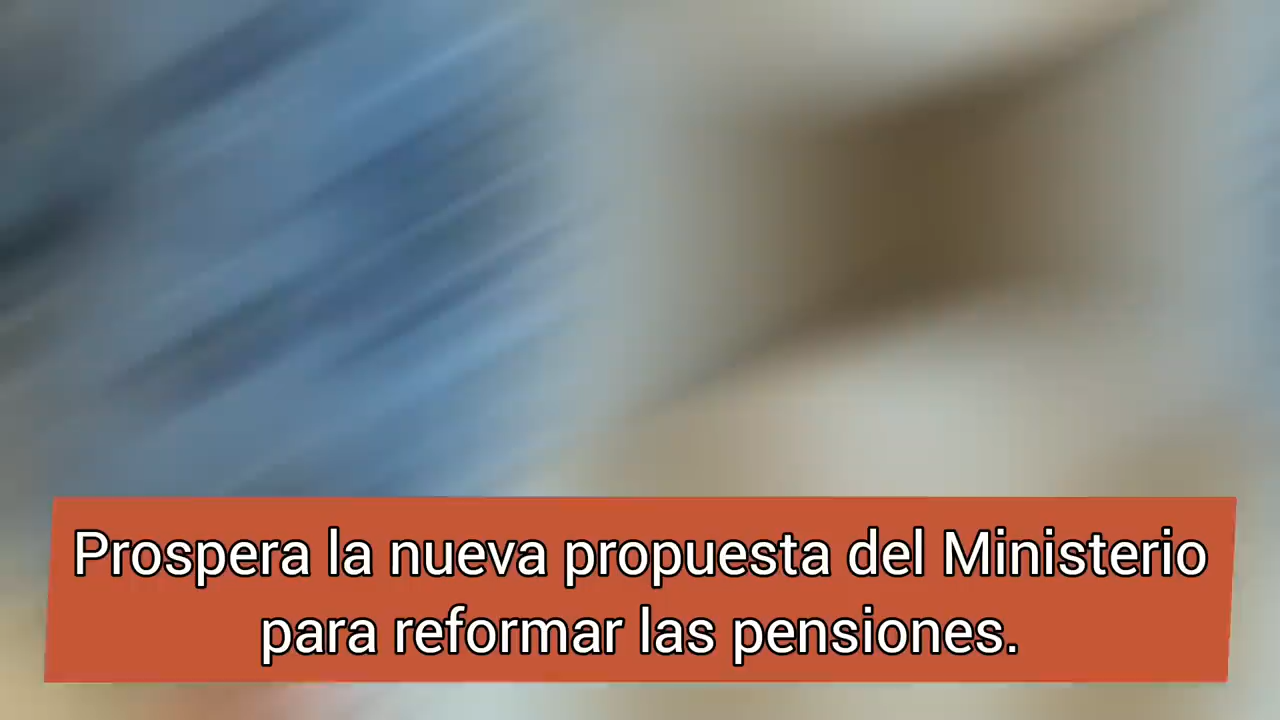 Prospera la nueva propuesta del Ministerio
para reformar las pensiones.